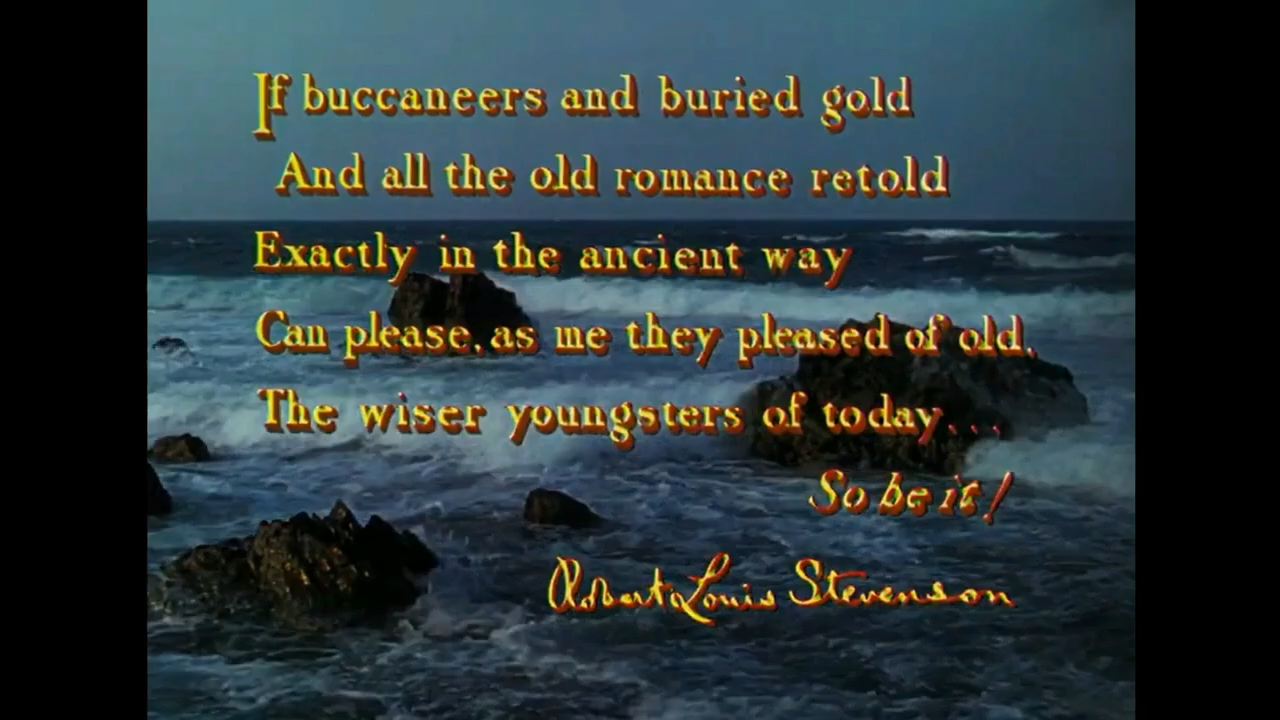 If buccaneers and buried gold
And all the old romance retold
Exactly in the ancient way
Can please, as me they pleased of old,
The wiser youngsters of today...
So be it!
Robert Louis Stevenson